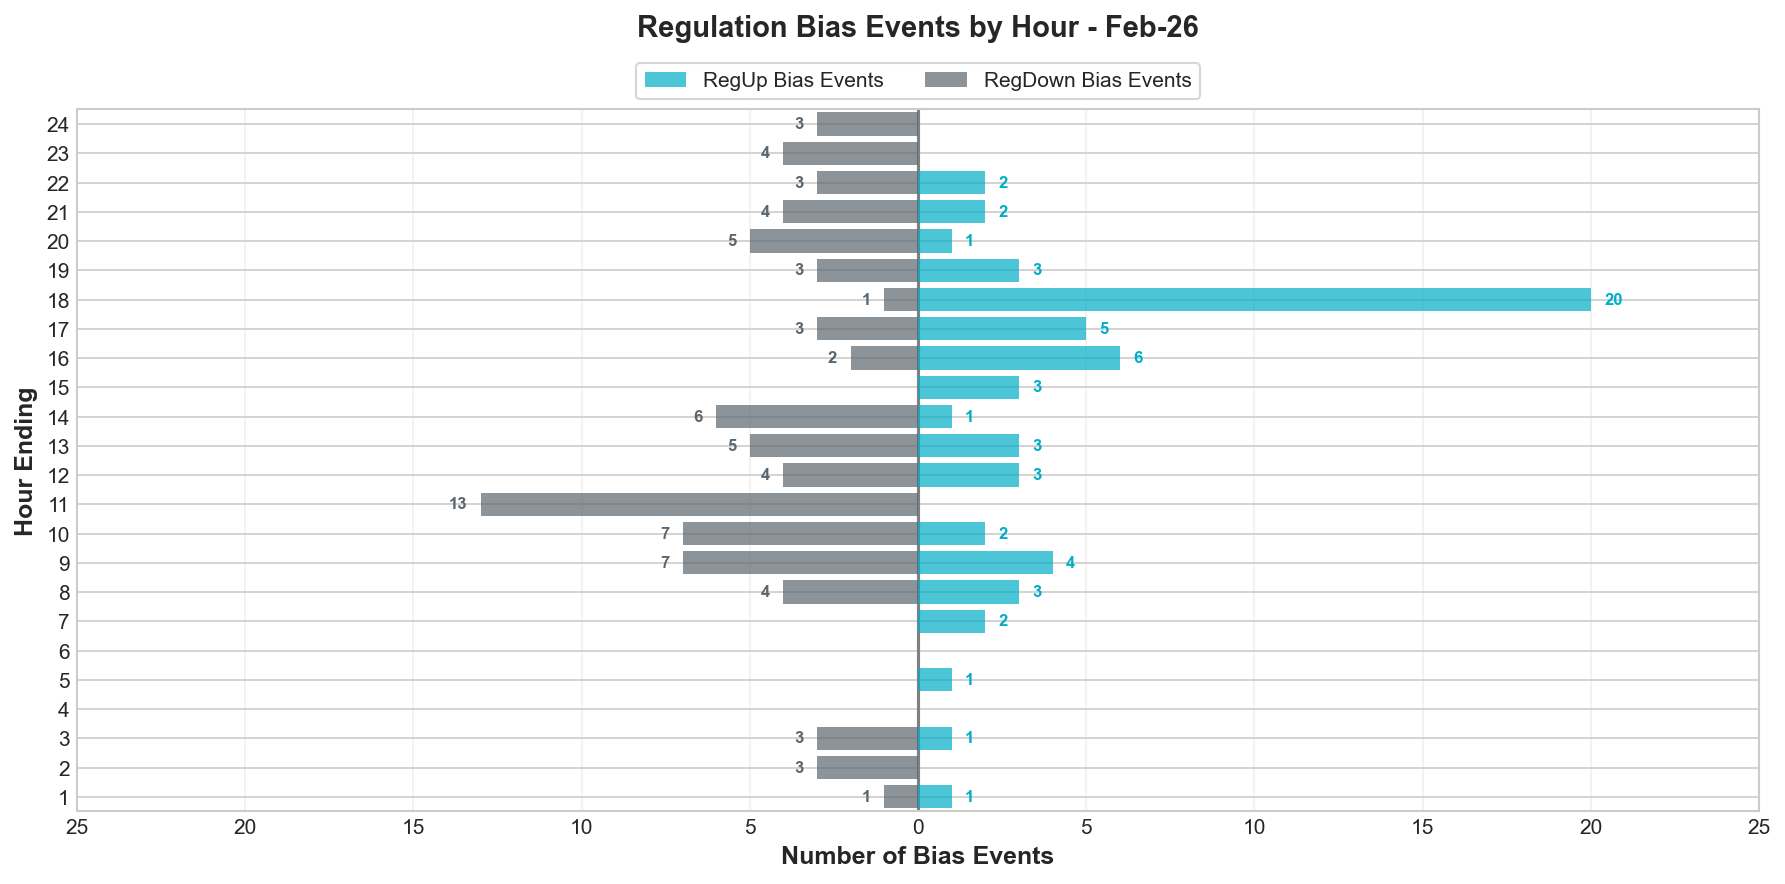 Regulation Bias Events by Hour - Feb-26
RegUp Bias Events RegDown Bias Events
24 3
23 4
22 3 2
21 4 2
20 5 1
19 3 3
18 1 20
17 3 5
16 2 6
15 3
14 6 1
13 5 3
12 4 3
11 13
10 7 2
9 7 4
8 4 3
7 2
6
5 1
4
3 3 1
2 3
1 1 1
Hour Ending
25 20 15 10 5 0 5 10 15 20 25
Number of Bias Events